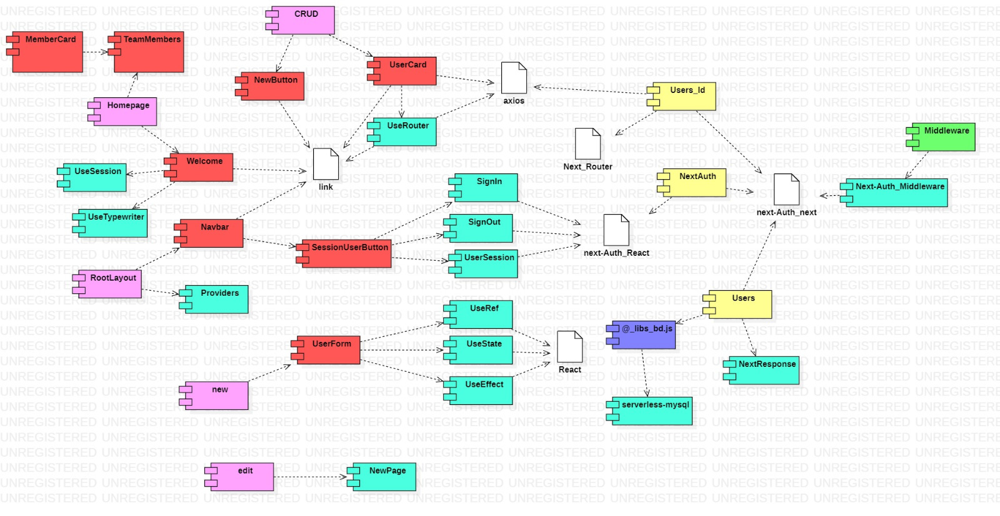 CRUD
MemberCard
TeamMembers
UserCard
NewButton
axios
Users_Id
Homepage
UseRouter
Middleware
Next_Router
Welcome
UseSession
link
SignIn
NextAuth
Next-Auth_Middleware
next-Auth_next
UseTypewriter
SignOut
Navbar
SessionUserButton
next-Auth_React
UserSession
RootLayout
Providers
Users
UseRef
@_libs_bd.js
UserForm
UseState
NextResponse
React
UseEffect
new
serverless-mysql
edit
NewPage
UNREGISTERED